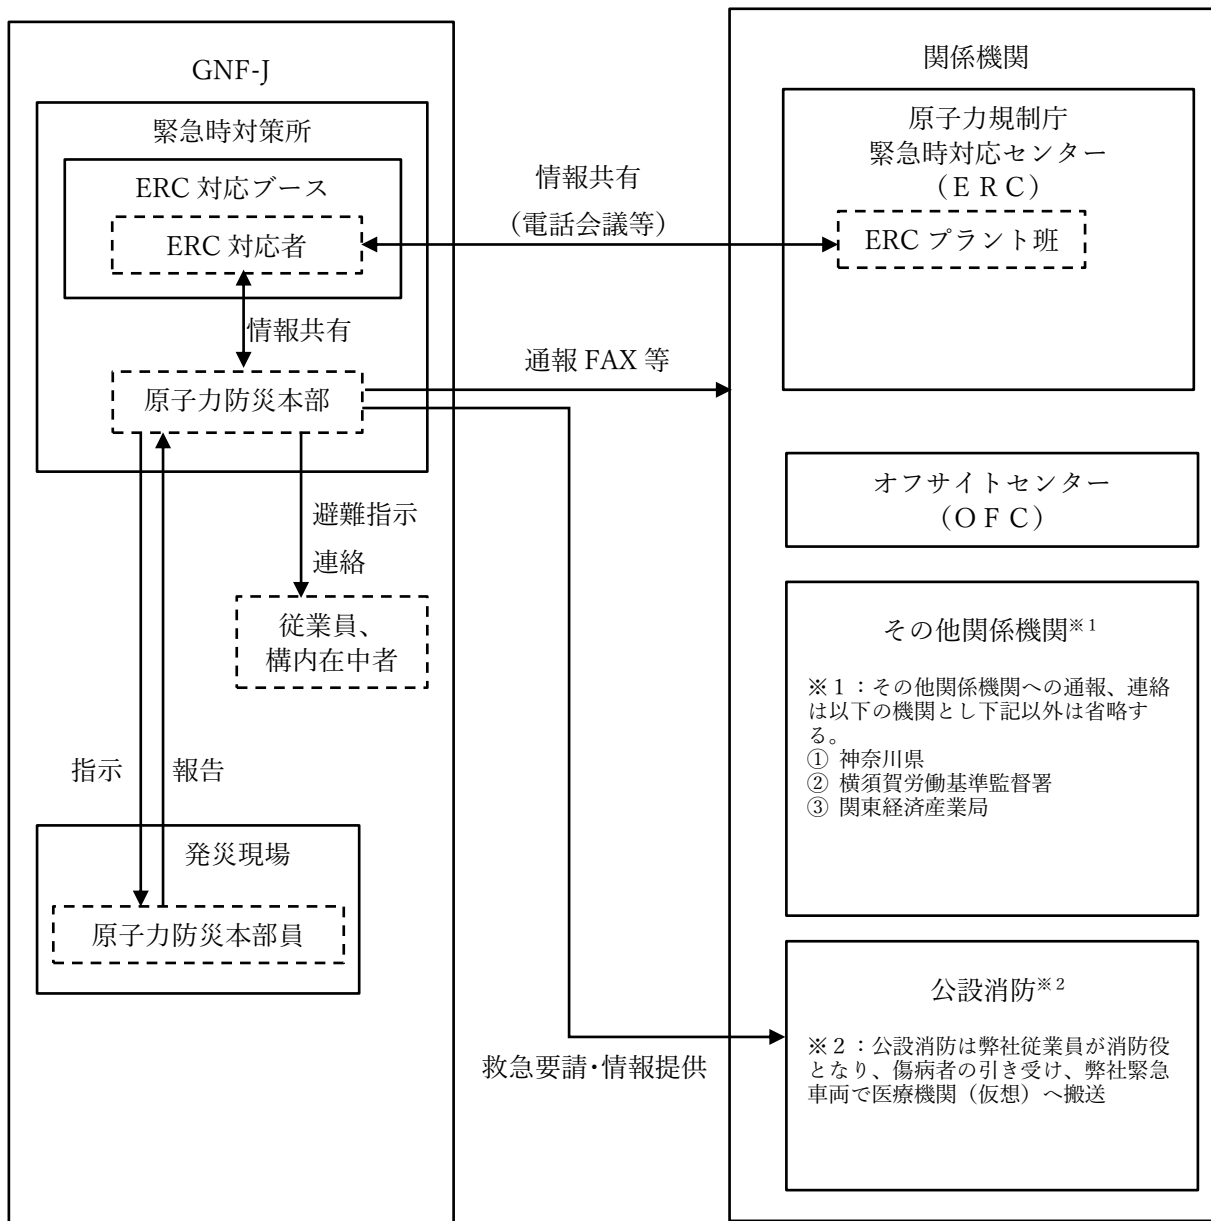 GNF-J
緊急時対策所
ERC 対応ブース
ERC 対応者
情報共有
原子力防災本部
避難指示
連絡
従業員、
構内在中者
指示
報告
発災現場
原子力防災本部員
情報共有
(電話会議等)
通報 FAX 等
救急要請・情報提供
関係機関
原子力規制庁
緊急時対応センター
（ＥＲＣ）
ERC プラント班
オフサイトセンター
（ＯＦＣ）
その他関係機関※1
※１：その他関係機関への通報、連絡
は以下の機関とし下記以外は省略す
る。
① 神奈川県
② 横須賀労働基準監督署
③ 関東経済産業局
公設消防※2
※２：公設消防は弊社従業員が消防役
となり、傷病者の引き受け、弊社緊急
車両で医療機関（仮想）へ搬送